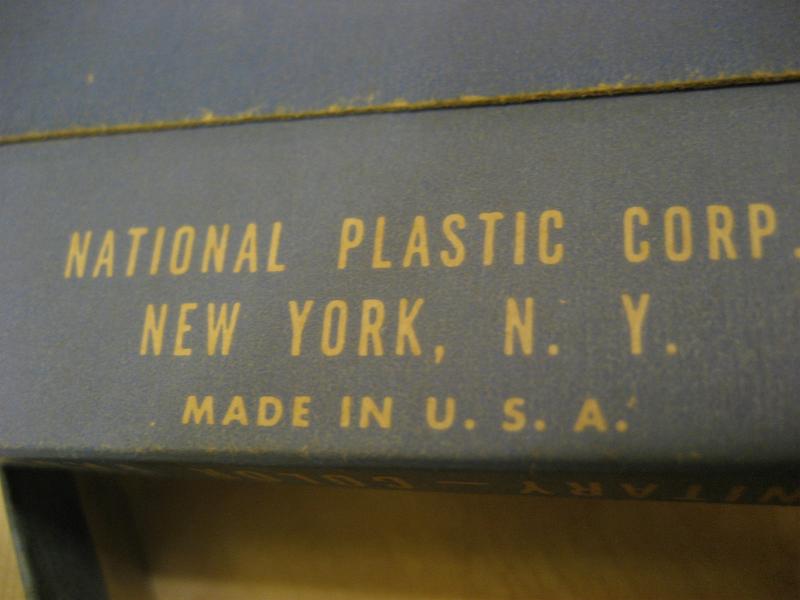 NATIONAL PLASTIC CORP.
NEW YORK, N. Y.
MADE IN U. S. A.